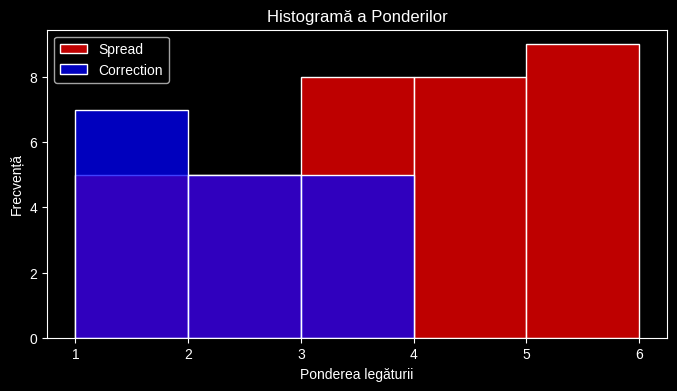 Histogramă a Ponderilor
Spread
Correction
Frecvență
8
6
4
2
0
1 2 3 4 5 6
Ponderea legăturii